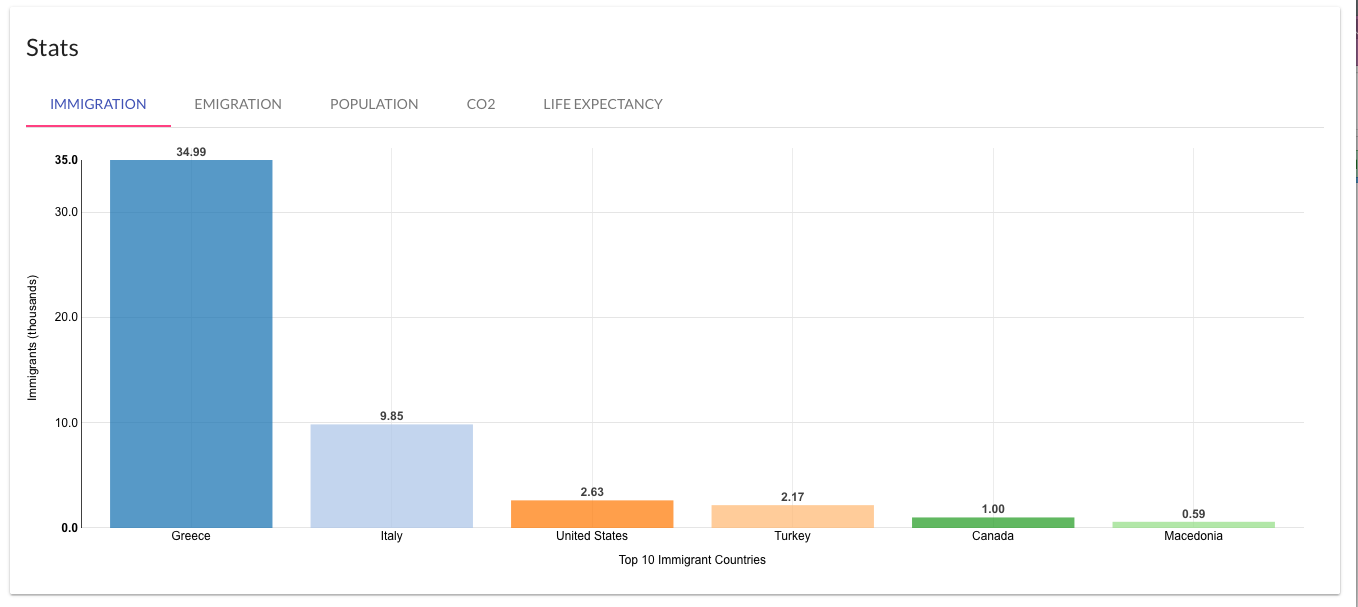 Stats
IMMIGRATION EMIGRATION POPULATION CO2 LIFE EXPECTANCY
34.99
35.0
30.0
20.0
Immigrants (thousands)
9.85
10.0
2.63
2.17
1.00
0.59
0.0
Greece Italy United States Turkey Canada Macedonia
Top 10 Immigrant Countries